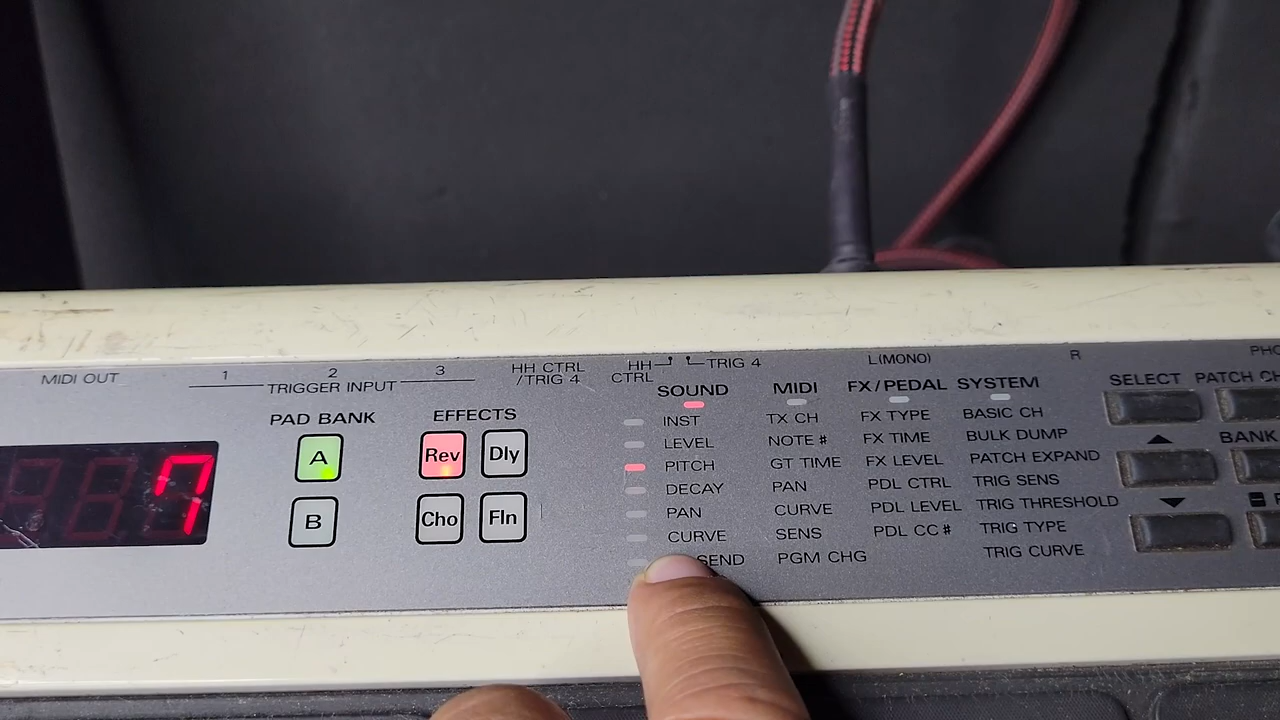 MIDI OUT
1 2 3
TRIGGER INPUT
HH CTRL
/TRIG 4
HH TRIG 4
CTRL
L(MONO)
R
PAD BANK
A
B
EFFECTS
Rev Dly
Cho Fln
7
SOUND MIDI FX/PEDAL SYSTEM
INST TX CH FX TYPE BASIC CH
LEVEL NOTE # FX TIME BULK DUMP
PITCH GT TIME FX LEVEL PATCH EXPAND
DECAY PAN PDL CTRL TRIG SENS
PAN CURVE PDL LEVEL TRIG THRESHOLD
CURVE SENS PDL CC # TRIG TYPE
SEND PGM CHG TRIG CURVE
SELECT PATCH
BANK